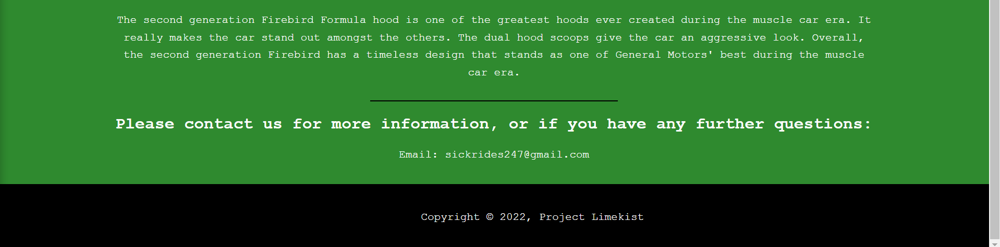 The second generation Firebird Formula hood is one of the greatest hoods ever created during the muscle car era. It
really makes the car stand out amongst the others. The dual hood scoops give the car an aggressive look. Overall,
the second generation Firebird has a timeless design that stands as one of General Motors' best during the muscle
car era.
Please contact us for more information, or if you have any further questions:
Email: sickrides247@gmail.com
Copyright © 2022, Project Limekist